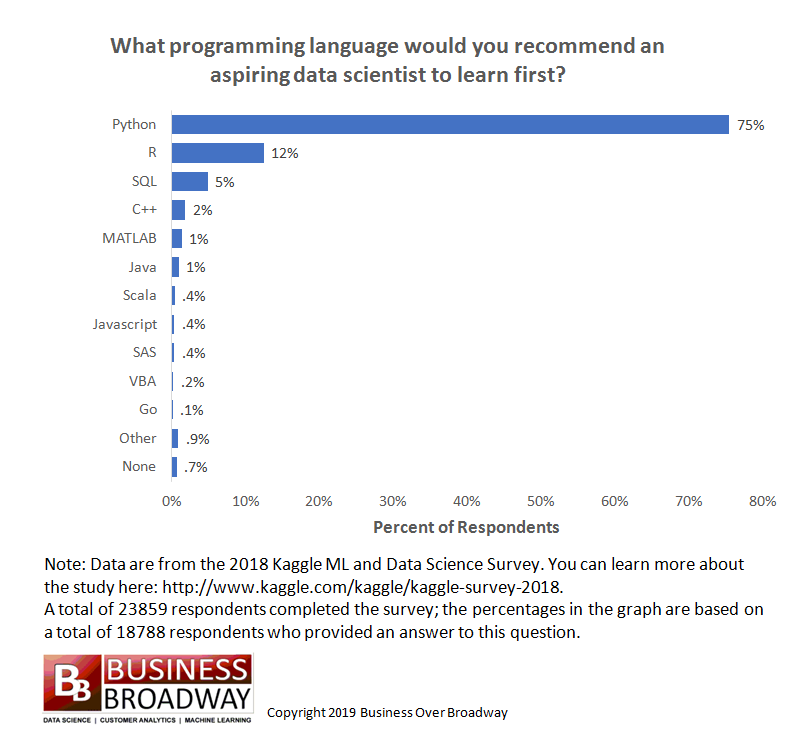 What programming language would you recommend an
aspiring data scientist to learn first?
Python 75%
R 12%
SQL 5%
C++ 2%
MATLAB 1%
Java 1%
Scala .4%
Javascript .4%
SAS .4%
VBA .2%
Go .1%
Other .9%
None .7%
0% 10% 20% 30% 40% 50% 60% 70% 80%
Percent of Respondents
Note: Data are from the 2018 Kaggle ML and Data Science Survey. You can learn more about
the study here: http://www.kaggle.com/kaggle/kaggle-survey-2018.
A total of 23859 respondents completed the survey; the percentages in the graph are based on
a total of 18788 respondents who provided an answer to this question.
BB BUSINESS
BROADWAY
DATA SCIENCE | CUSTOMER ANALYTICS | MACHINE LEARNING
Copyright 2019 Business Over Broadway